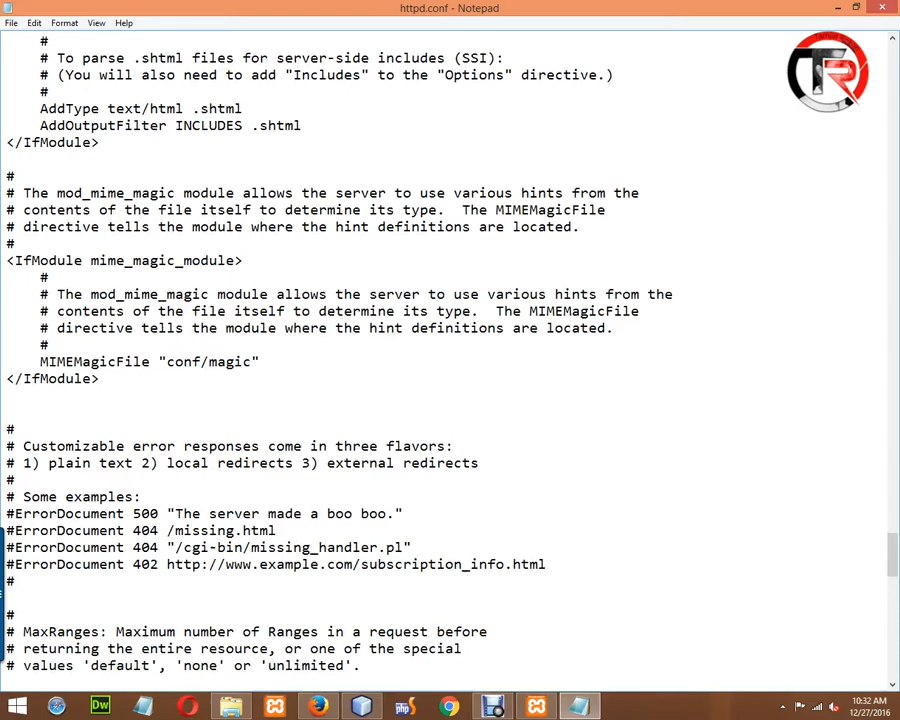 httpd.conf - Notepad
File Edit Format View Help
#
# To parse .shtml files for server-side includes (SSI):
# (You will also need to add "Includes" to the "Options" directive.)
#
AddType text/html .shtml
AddOutputFilter INCLUDES .shtml
</IfModule>
#
# The mod_mime_magic module allows the server to use various hints from the
# contents of the file itself to determine its type.  The MIMEMagicFile
# directive tells the module where the hint definitions are located.
#
<IfModule mime_magic_module>
#
# The mod_mime_magic module allows the server to use various hints from the
# contents of the file itself to determine its type.  The MIMEMagicFile
# directive tells the module where the hint definitions are located.
#
MIMEMagicFile "conf/magic"
</IfModule>
#
# Customizable error responses come in three flavors:
# 1) plain text 2) local redirects 3) external redirects
#
# Some examples:
#ErrorDocument 500 "The server made a boo boo."
#ErrorDocument 404 /missing.html
#ErrorDocument 404 "/cgi-bin/missing_handler.pl"
#ErrorDocument 402 http://www.example.com/subscription_info.html
#
#
# MaxRanges: Maximum number of Ranges in a request before
# returning the entire resource, or one of the special
# values 'default', 'none' or 'unlimited'.
TR
Dw
php
10:32 AM
12/27/2016